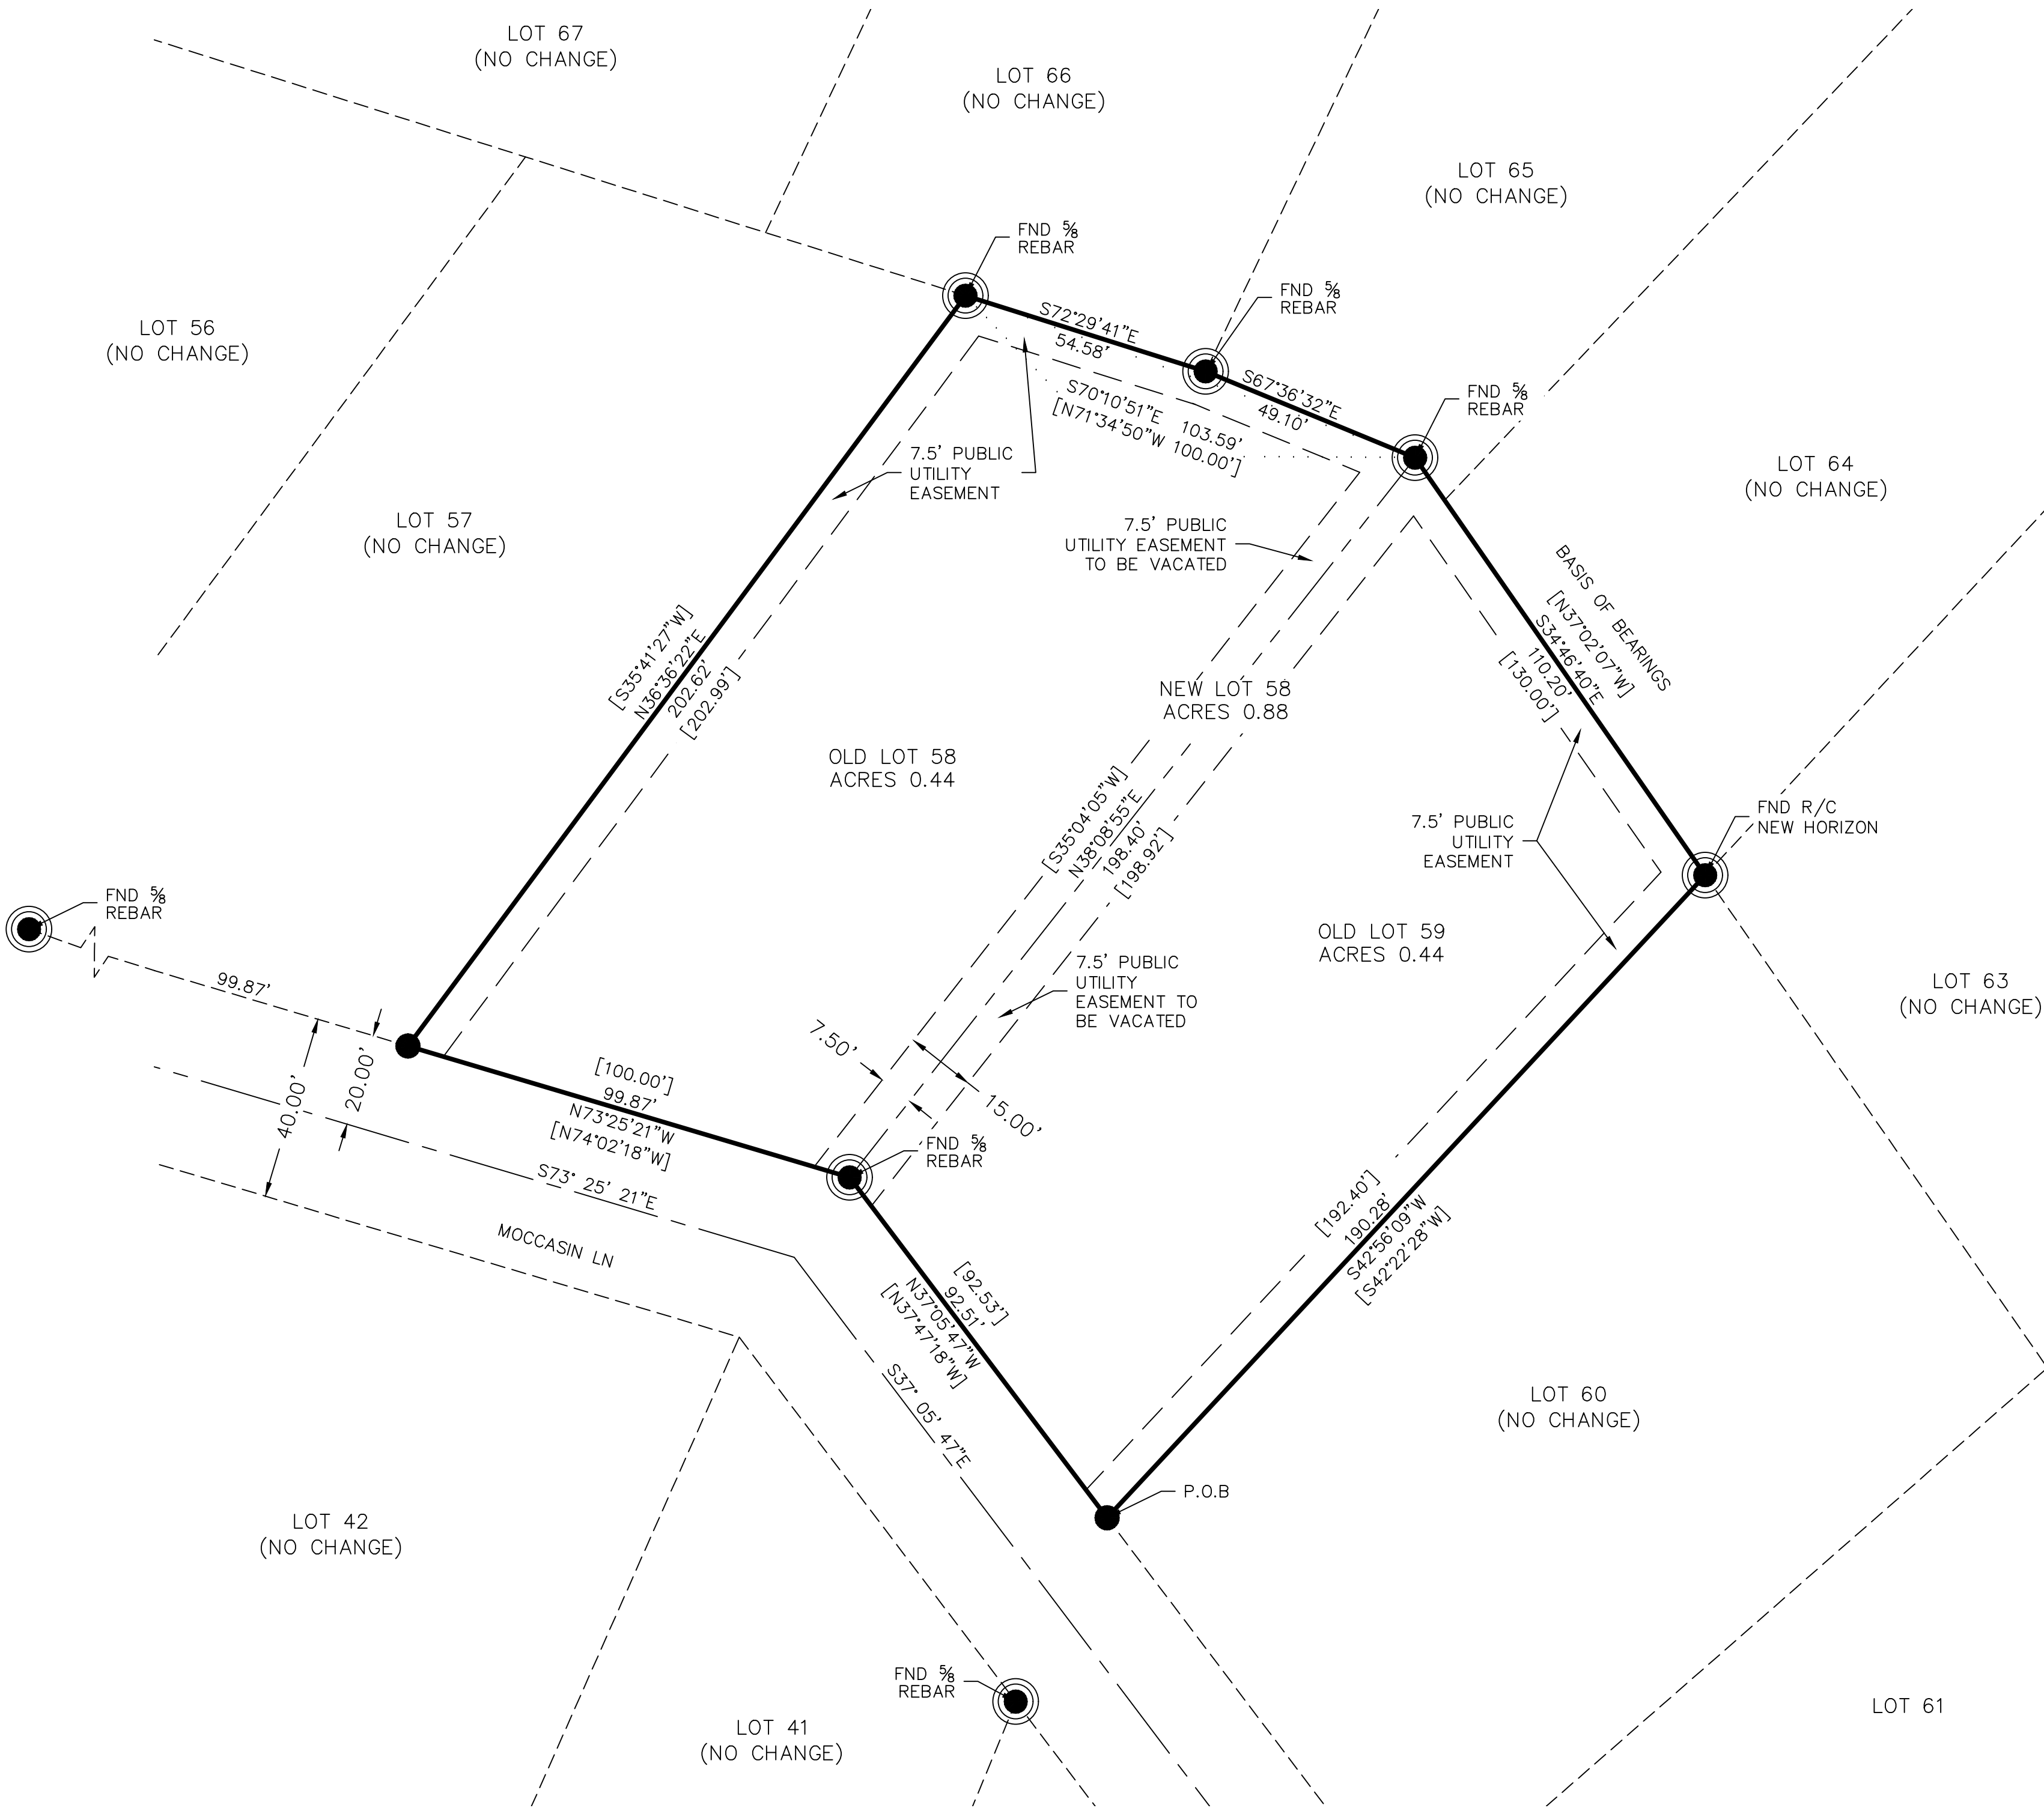 LOT 67
(NO CHANGE)
LOT 66
(NO CHANGE)
LOT 65
(NO CHANGE)
FND ⅝
REBAR
FND ⅝
REBAR
LOT 56
(NO CHANGE)
S72°29'41"E
54.58'
S67°36'32"E
49.10'
FND ⅝
REBAR
S70°10'51"E 103.59'
[N71°34'50"W 100.00']
LOT 64
(NO CHANGE)
7.5' PUBLIC
UTILITY
EASEMENT
LOT 57
(NO CHANGE)
7.5' PUBLIC
UTILITY EASEMENT
TO BE VACATED
BASIS OF BEARINGS
[N37°02'07"W]
S34°46'40"E
110.20'
[130.00']
[S35°41'27"W]
N36°36'22"E
202.62'
[202.99']
NEW LOT 58
ACRES 0.88
OLD LOT 58
ACRES 0.44
[S35°04'05"W]
N38°08'55"E
198.40'
[198.92']
7.5' PUBLIC
UTILITY
EASEMENT
FND R/C
NEW HORIZON
FND ⅝
REBAR
OLD LOT 59
ACRES 0.44
99.87'
7.5' PUBLIC
UTILITY
EASEMENT TO
BE VACATED
LOT 63
(NO CHANGE)
7.50'
15.00'
40.00'
20.00'
[100.00']
99.87'
N73°25'21"W
[N74°02'18"W]
FND ⅝
REBAR
S73° 25' 21"E
MOCCASIN LN
[192.40']
190.28'
S42°56'09"W
[S42°22'28"W]
[92.53']
92.51'
N37°05'47"W
[N37°47'18"W]
S37° 05' 47"E
LOT 60
(NO CHANGE)
P.O.B
LOT 42
(NO CHANGE)
FND ⅝
REBAR
LOT 41
(NO CHANGE)
LOT 61